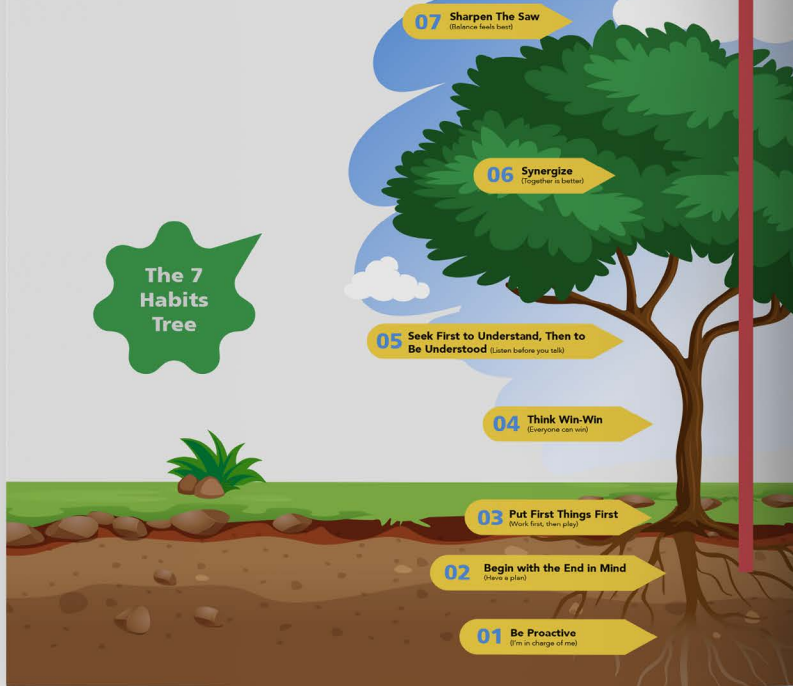 07 Sharpen The Saw
(Balance feels best)
06 Synergize
(Together is better)
The 7
Habits
Tree
05 Seek First to Understand, Then to
Be Understood (Listen before you talk)
04 Think Win-Win
(Everyone can win)
03 Put First Things First
(Work first, then play)
02 Begin with the End in Mind
(Have a plan)
01 Be Proactive
(I'm in charge of me)